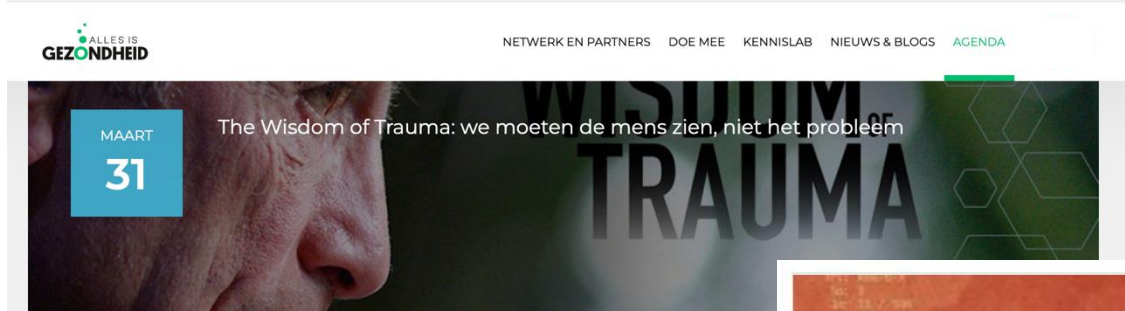 ALLES IS
GEZONDHEID
NETWERK EN PARTNERS DOE MEE KENNISLAB NIEUWS & BLOGS AGENDA
MAART
31
The Wisdom of Trauma: we moeten de mens zien, niet het probleem
WISDOM OF
TRAUMA